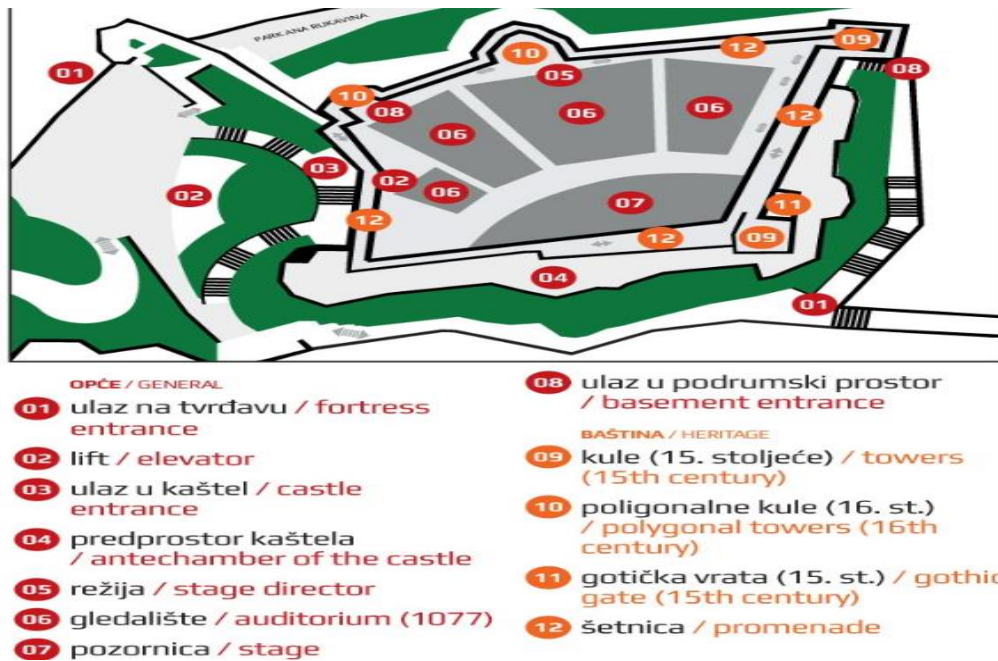 PARK ANA RUKAVINA
01
10
12
09
08
05
10
08
06
06
06
12
03
02
02
06
07
11
12
12
09
04
01
OPĆE / GENERAL
01 ulaz na tvrđavu / fortress
entrance
02 lift / elevator
03 ulaz u kaštel / castle
entrance
04 predprostor kaštela
/ antechamber of the castle
05 režija / stage director
06 gledalište / auditorium (1077)
07 pozornica / stage
08 ulaz u podrumski prostor
/ basement entrance
BAŠTINA / HERITAGE
09 kule (15. stoljeće) / towers
(15th century)
10 poligonalne kule (16. st.)
/ polygonal towers (16th
century)
11 gotička vrata (15. st.) / gothic
gate (15th century)
12 šetnica / promenade